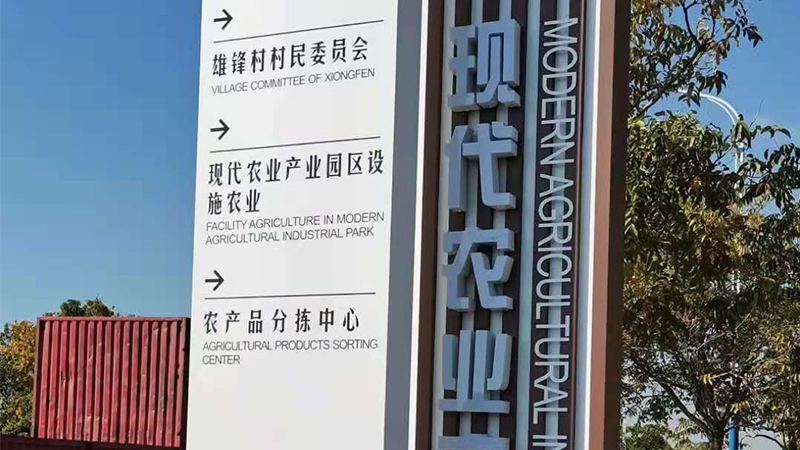 →
雄锋村村民委员会
VILLAGE COMMITTEE OF XIONGFEN
→
现代农业产业园区设
施农业
FACILITY AGRICULTURE IN MODERN
AGRICULTURAL INDUSTRIAL PARK
→
农产品分拣中心
AGRICULTURAL PRODUCTS SORTING
CENTER
现代农业
MODERN AGRICULTURAL IN